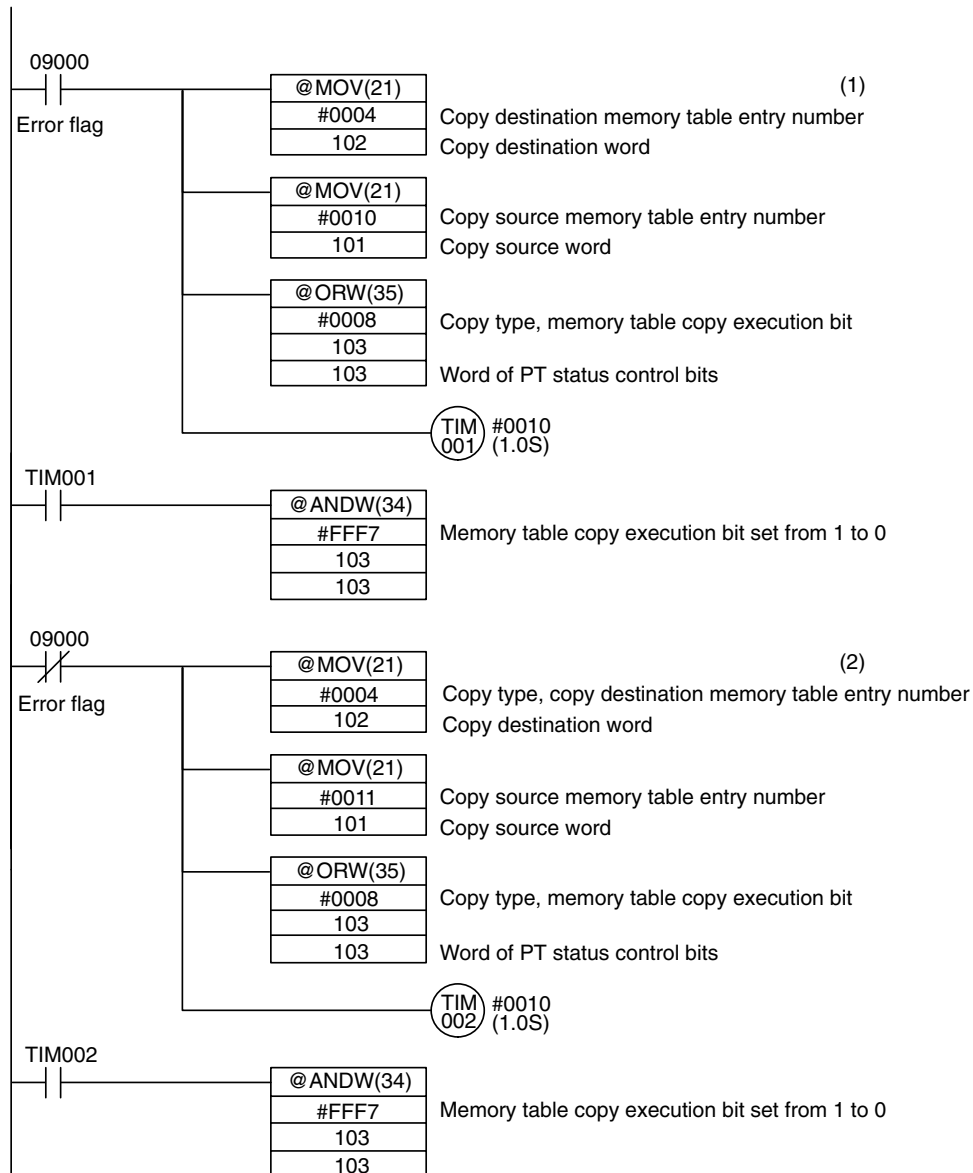 09000
Error flag
@MOV(21) (1)
#0004 Copy destination memory table entry number
102 Copy destination word
@MOV(21)
#0010 Copy source memory table entry number
101 Copy source word
@ORW(35)
#0008 Copy type, memory table copy execution bit
103
103 Word of PT status control bits
TIM #0010
001 (1.0S)
TIM001
@ANDW(34)
#FFF7 Memory table copy execution bit set from 1 to 0
103
103
09000
Error flag
@MOV(21) (2)
#0004 Copy type, copy destination memory table entry number
102 Copy destination word
@MOV(21)
#0011 Copy source memory table entry number
101 Copy source word
@ORW(35)
#0008 Copy type, memory table copy execution bit
103
103 Word of PT status control bits
TIM #0010
002 (1.0S)
TIM002
@ANDW(34)
#FFF7 Memory table copy execution bit set from 1 to 0
103
103